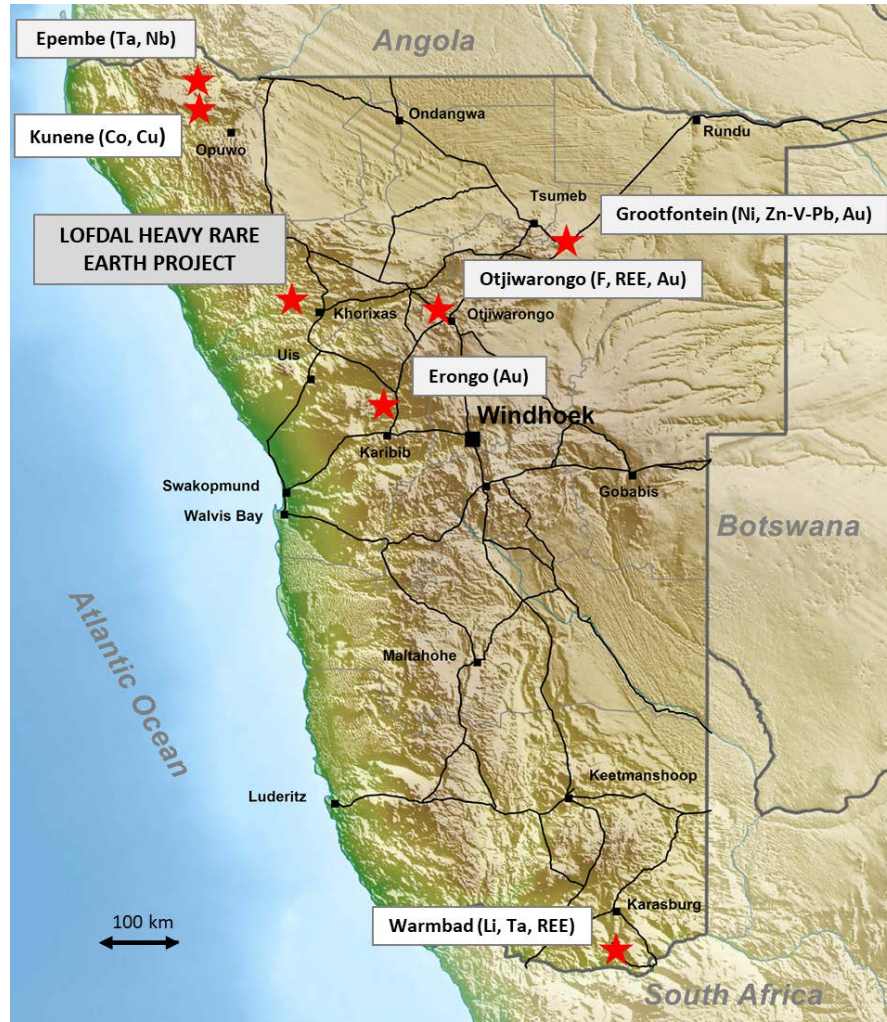 Angola
Epembe (Ta, Nb)
Ondangwa
Rundu
Kunene (Co, Cu)
Opuwo
Tsumeb
Grootfontein (Ni, Zn-V-Pb, Au)
LOFDAL HEAVY RARE
EARTH PROJECT
Otjiwarongo (F, REE, Au)
Khorixas
Otjiwarongo
Uis
Erongo (Au)
Windhoek
Karibib
Swakopmund
Gobabis
Walvis Bay
Botswana
Atlantic Ocean
Maltahohe
Keetmanshoop
Luderitz
Karasburg
Warmbad (Li, Ta, REE)
100 km
South Africa